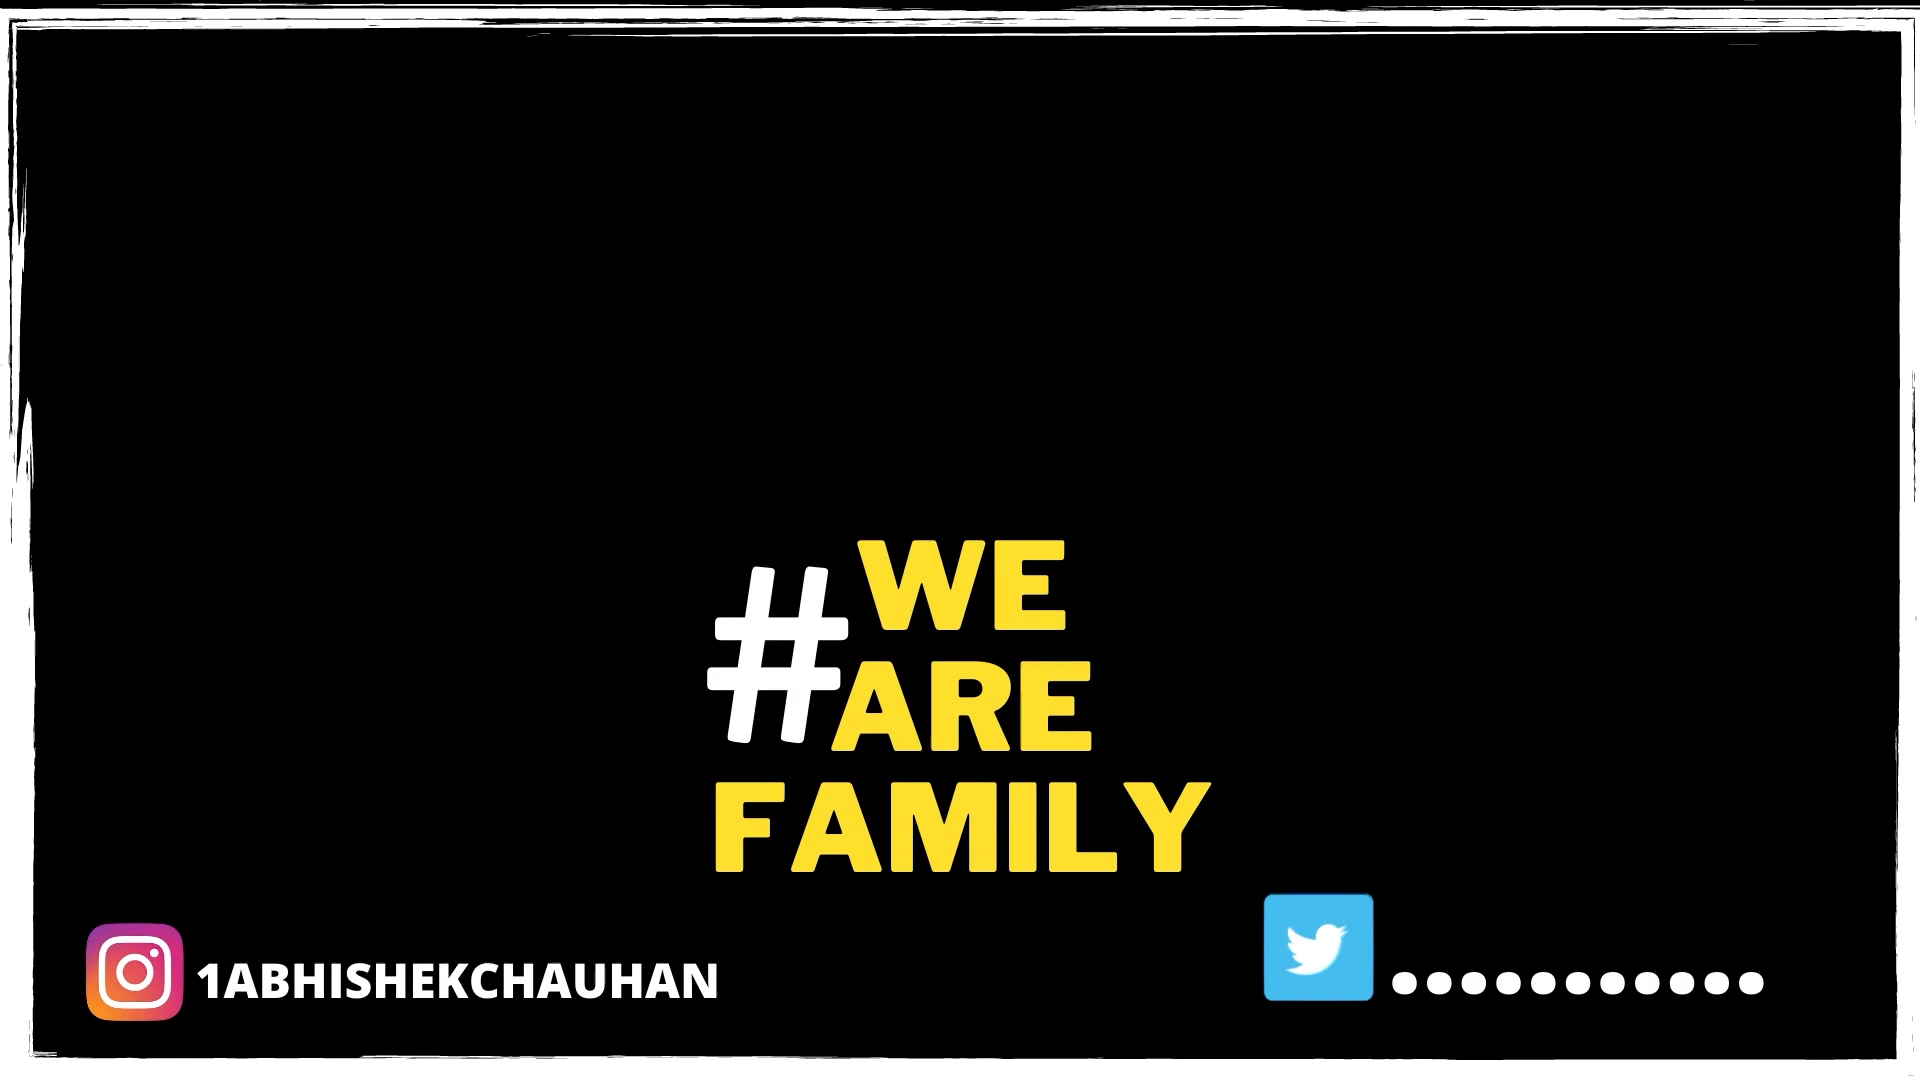 #WE
ARE
FAMILY
1ABHISHEKCHAUHAN
...........